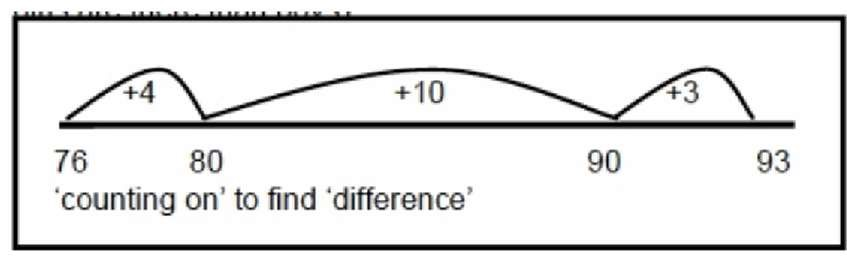 +4 +10 +3
76 80 90 93
‘counting on’ to find ‘difference’